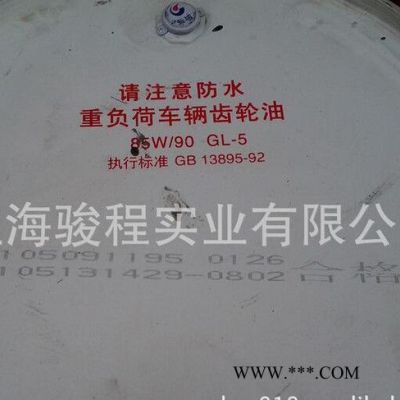 请注意防水
重负荷车辆齿轮油
85W/90 GL-5
执行标准 GB 13895-92
海骏程实业有限公
105091195 0126
105131429-0802 合格
WWW.***.COM